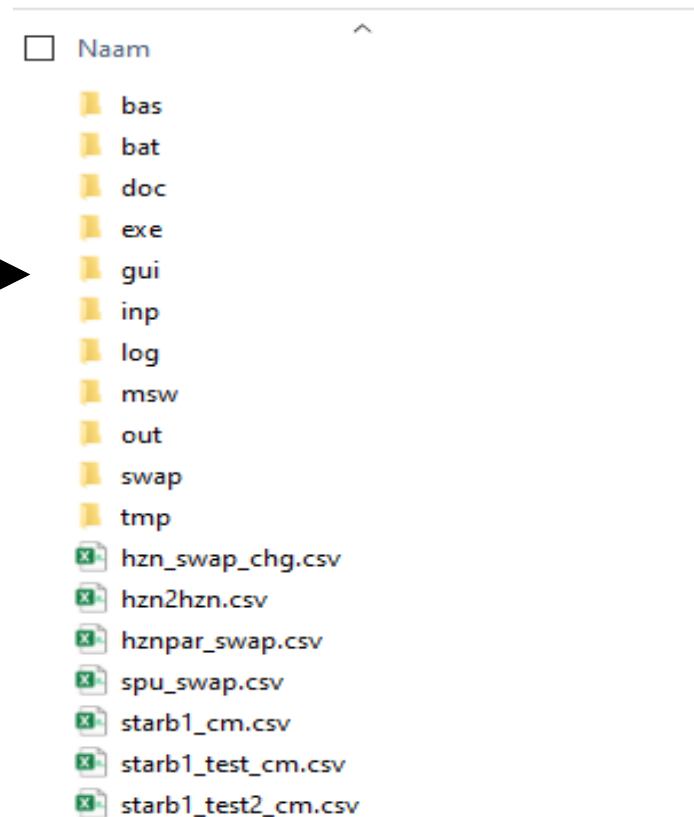 Naam
bas
bat
doc
exe
gui
inp
log
msw
out
swap
tmp
hzn_swap_chg.csv
hzn2hzn.csv
hznpar_swap.csv
spu_swap.csv
starb1_cm.csv
starb1_test_cm.csv
starb1_test2_cm.csv